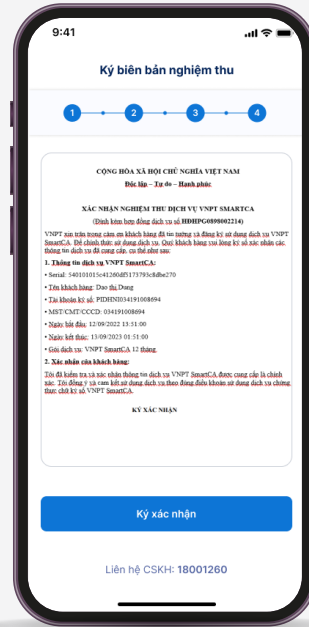 9:41
Ký biên bản nghiệm thu
1 2 3 4
CỘNG HÒA XÃ HỘI CHỦ NGHĨA VIỆT NAM
Độc lập – Tự do – Hạnh phúc
XÁC NHẬN NGHIỆM THU DỊCH VỤ VNPT SMARTCA
(Đính kèm hợp đồng dịch vụ số HĐHPG0898002214)
VNPT xin trân trọng cảm ơn khách hàng đã tin tưởng và đăng ký sử dụng dịch vụ VNPT
SmartCA. Để chính thức sử dụng dịch vụ, Quý khách hàng vui lòng ký số xác nhận các
thông tin dịch vụ đã cung cấp, cụ thể như sau:
1. Thông tin dịch vụ VNPT SmartCA:
• Serial: 540101015c41260df5173793c8dbe270
• Tên khách hàng: Dao thi Dung
• Tài khoản ký số: PIDHNI034191008694
• MST/CMT/CCCD: 034191008694
• Ngày bắt đầu: 12/09/2022 13:51:00
• Ngày kết thúc: 13/09/2023 01:51:00
• Gói dịch vụ: VNPT SmartCA 12 tháng
2. Xác nhận của khách hàng:
Tôi đã kiểm tra và xác nhận thông tin dịch vụ VNPT SmartCA được cung cấp là chính
xác. Tôi đồng ý và cam kết sử dụng dịch vụ theo đúng điều khoản sử dụng dịch vụ chứng
thực chữ ký số VNPT SmartCA.
KÝ XÁC NHẬN
Ký xác nhận
Liên hệ CSKH: 18001260